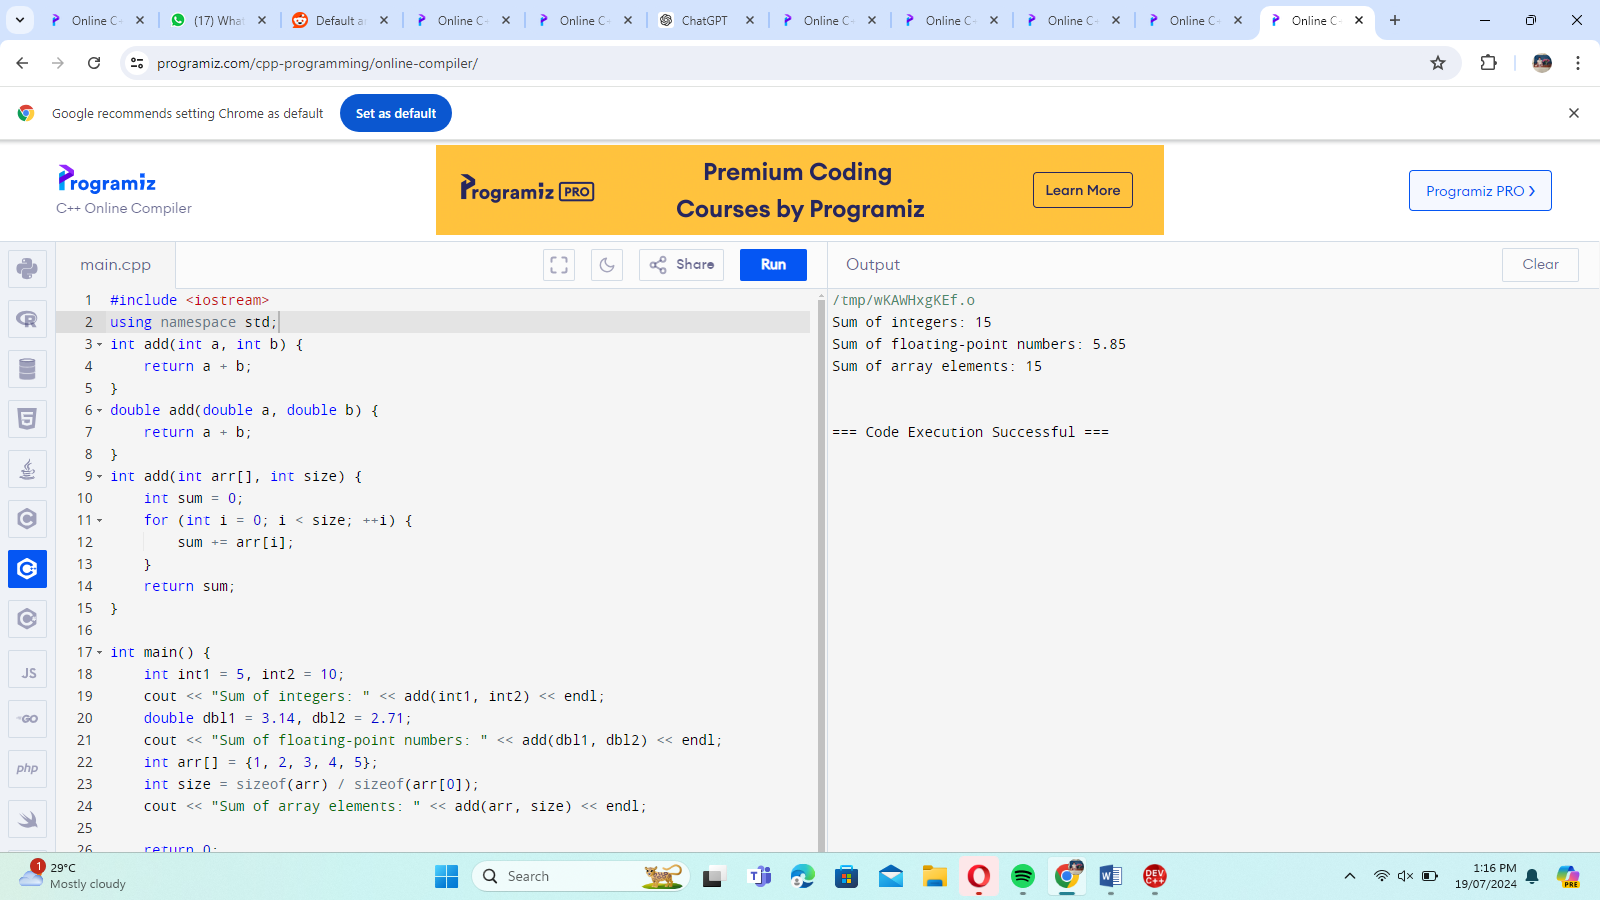 Online C-
(17) What
Default a
Online C-
Online C-
ChatGPT
Online C-
Online C-
Online C-
Online C-
Online C-
programiz.com/cpp-programming/online-compiler/
Google recommends setting Chrome as default
Set as default
Programiz
C++ Online Compiler
Programiz PRO
Premium Coding
Courses by Programiz
Learn More
Programiz PRO ›
main.cpp
Share
Run
Output
Clear
1 #include <iostream>
2 using namespace std;
3 int add(int a, int b) {
4     return a + b;
5 }
6 double add(double a, double b) {
7     return a + b;
8 }
9 int add(int arr[], int size) {
10     int sum = 0;
11     for (int i = 0; i < size; ++i) {
12         sum += arr[i];
13     }
14     return sum;
15 }
16
17 int main() {
18     int int1 = 5, int2 = 10;
19     cout << "Sum of integers: " << add(int1, int2) << endl;
20     double dbl1 = 3.14, dbl2 = 2.71;
21     cout << "Sum of floating-point numbers: " << add(dbl1, dbl2) << endl;
22     int arr[] = {1, 2, 3, 4, 5};
23     int size = sizeof(arr) / sizeof(arr[0]);
24     cout << "Sum of array elements: " << add(arr, size) << endl;
25
26     return 0;
/tmp/wKAWHxgKEf.o
Sum of integers: 15
Sum of floating-point numbers: 5.85
Sum of array elements: 15
=== Code Execution Successful ===
JS
GO
php
1
29°C
Mostly cloudy
Search
DEV
C++
1:16 PM
19/07/2024
PRE